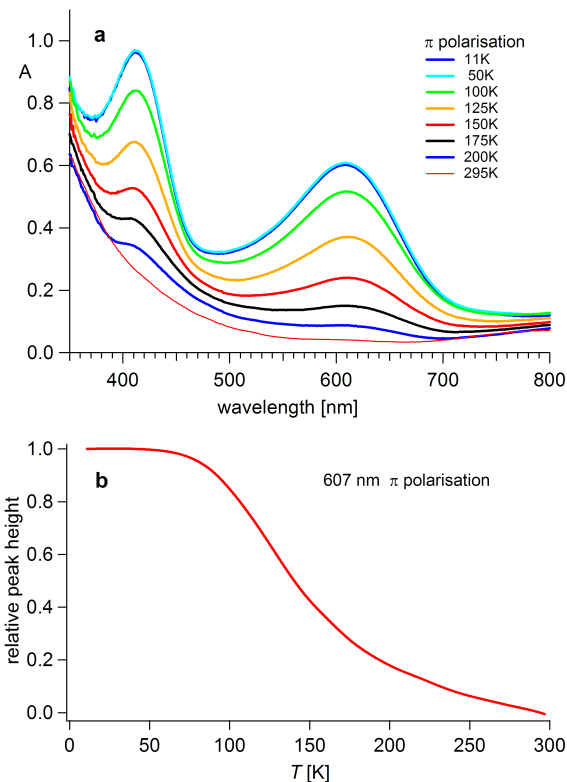 a
1.0
0.8
0.6
0.4
0.2
0.0
A
π polarisation
11K
50K
100K
125K
150K
175K
200K
295K
400 500 600 700 800
wavelength [nm]
b
607 nm π polarisation
1.0
0.8
0.6
0.4
0.2
0.0
relative peak height
0 50 100 150 200 250 300
T [K]